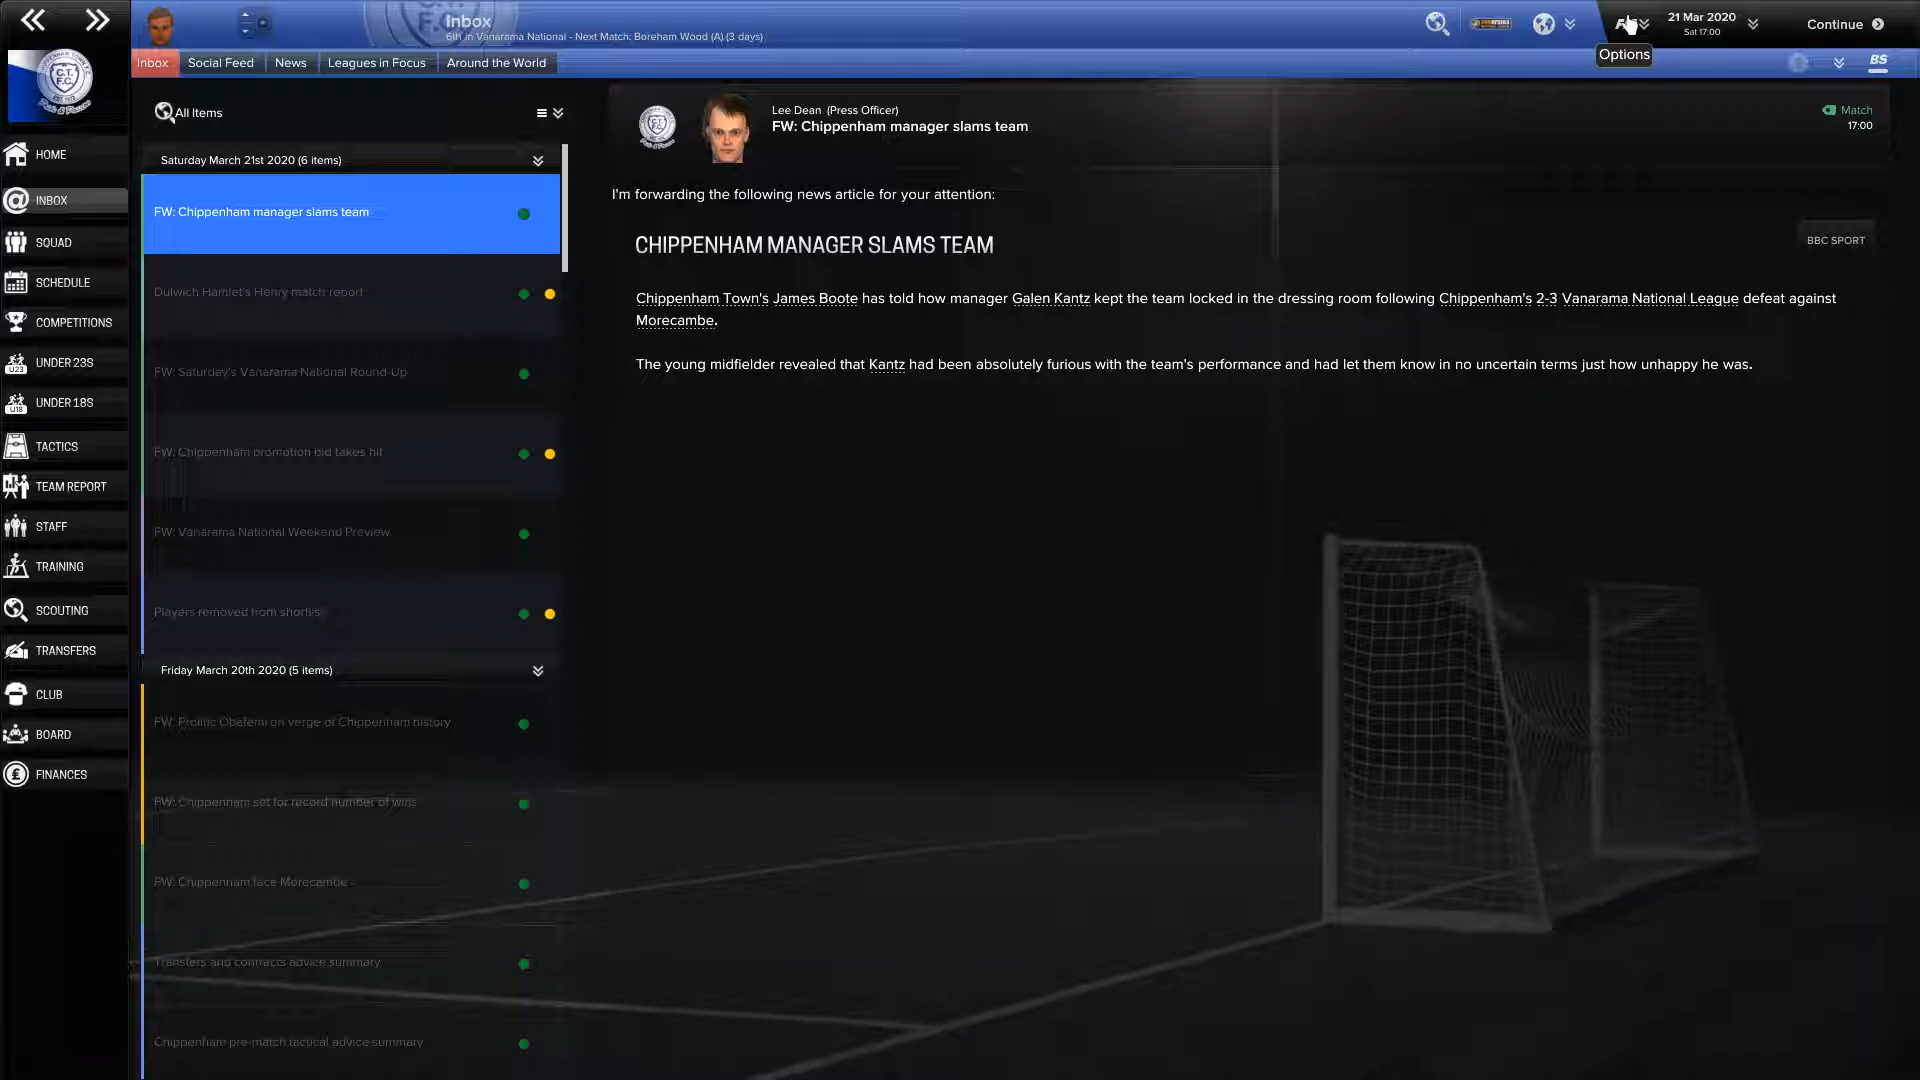 Inbox
6th in Vanarama National - Next Match: Boreham Wood (A) (3 days)
21 Mar 2020
Sat 17:00
Continue
Options
Inbox
Social Feed
News
Leagues in Focus
Around the World
BS
C.T.
F.C.
HOME
INBOX
SQUAD
SCHEDULE
COMPETITIONS
UNDER 23S
UNDER 18S
TACTICS
TEAM REPORT
STAFF
TRAINING
SCOUTING
TRANSFERS
CLUB
BOARD
FINANCES
All Items
Saturday March 21st 2020 (6 items)
FW: Chippenham manager slams team
Dulwich Hamlet's Henry match report
FW: Saturday's Vanarama National Round-Up
FW: Chippenham promotion bid takes hit
FW: Vanarama National Weekend Preview
Players removed from shortlist
Friday March 20th 2020 (5 items)
FW: Prolific Obafemi on verge of Chippenham history
FW: Chippenham set for record number of wins
FW: Chippenham face Morecambe -
Transfers and contracts advice summary
Chippenham pre-match tactical advice summary
Lee Dean (Press Officer)
FW: Chippenham manager slams team
Match
17:00
I'm forwarding the following news article for your attention:
CHIPPENHAM MANAGER SLAMS TEAM
BBC SPORT
Chippenham Town's James Boote has told how manager Galen Kantz kept the team locked in the dressing room following Chippenham's 2-3 Vanarama National League defeat against
Morecambe.
The young midfielder revealed that Kantz had been absolutely furious with the team's performance and had let them know in no uncertain terms just how unhappy he was.